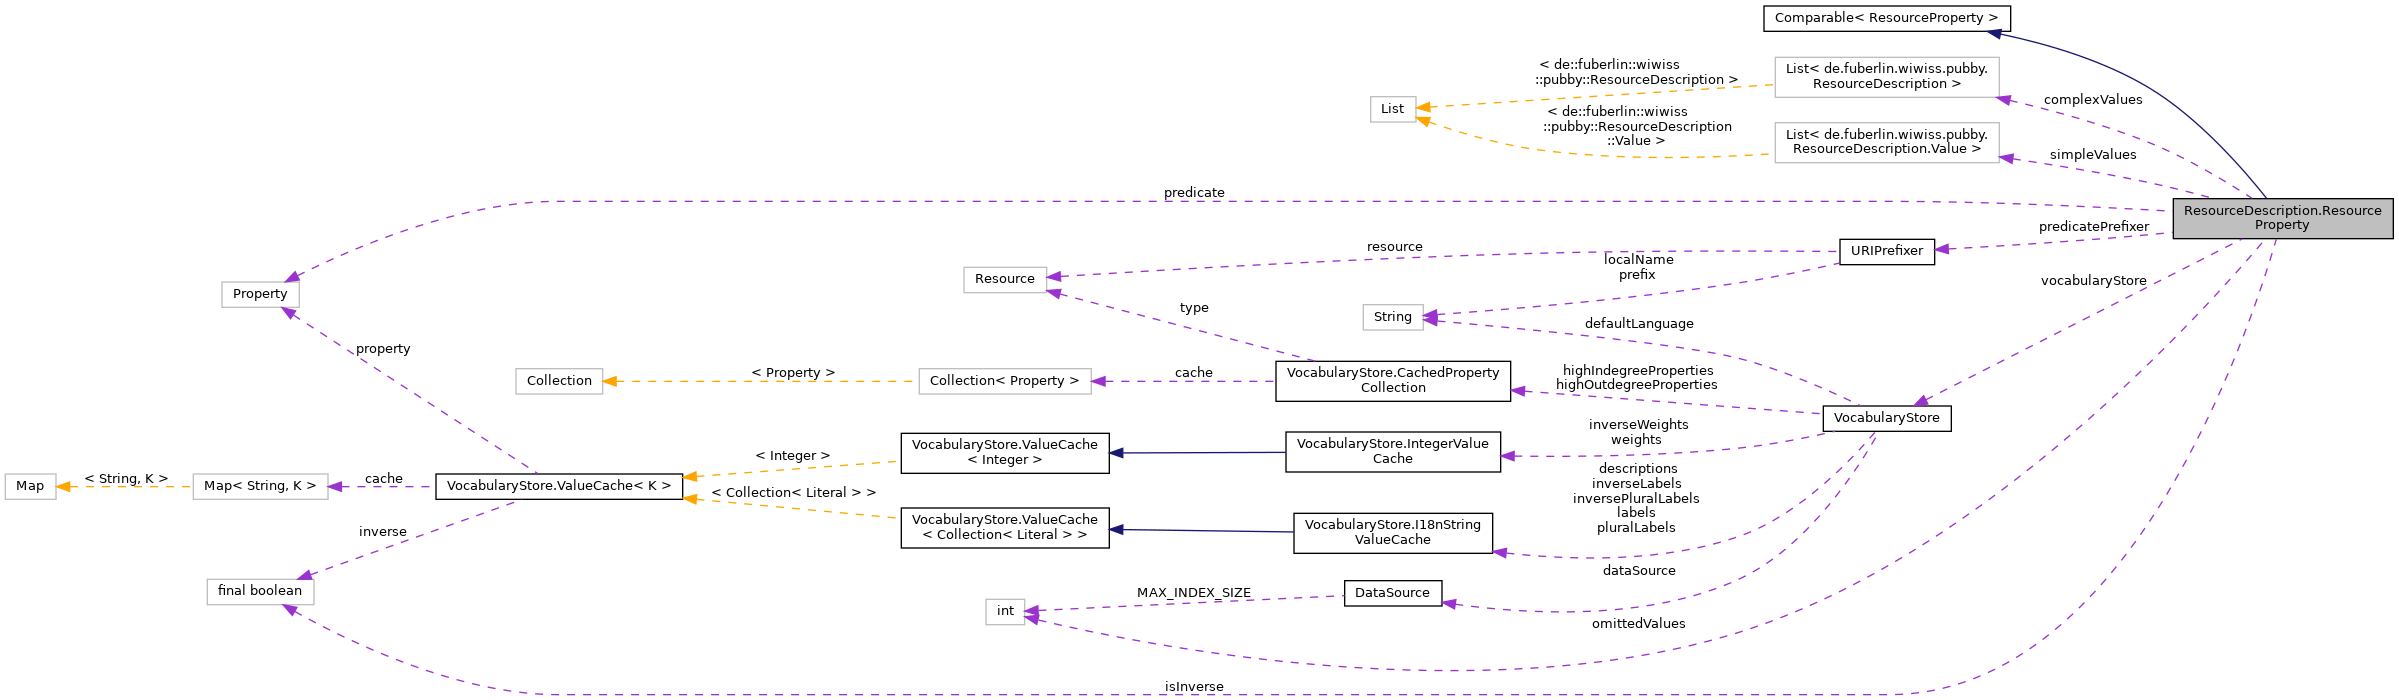 Comparable< ResourceProperty >
< de::fuberlin::wiwiss
::pubby::ResourceDescription >
List< de.fuberlin.wiwiss.pubby.
ResourceDescription >
List
complexValues
< de::fuberlin::wiwiss
::pubby::ResourceDescription
::Value >
List< de.fuberlin.wiwiss.pubby.
ResourceDescription.Value >
simpleValues
predicate
ResourceDescription.Resource
Property
predicatePrefixer
resource
URIPrefixer
localName
prefix
Resource
vocabularyStore
Property
type
String
defaultLanguage
property
Collection
< Property >
Collection< Property >
cache
VocabularyStore.CachedProperty
Collection
highIndegreeProperties
highOutdegreeProperties
VocabularyStore
inverseWeights
weights
VocabularyStore.ValueCache
< Integer >
VocabularyStore.IntegerValue
Cache
< Integer >
Map
< String, K >
Map< String, K >
cache
VocabularyStore.ValueCache< K >
< Collection< Literal > >
descriptions
inverseLabels
inversePluralLabels
labels
pluralLabels
VocabularyStore.ValueCache
< Collection< Literal > >
VocabularyStore.I18nString
ValueCache
inverse
dataSource
final boolean
MAX_INDEX_SIZE
DataSource
int
omittedValues
isInverse